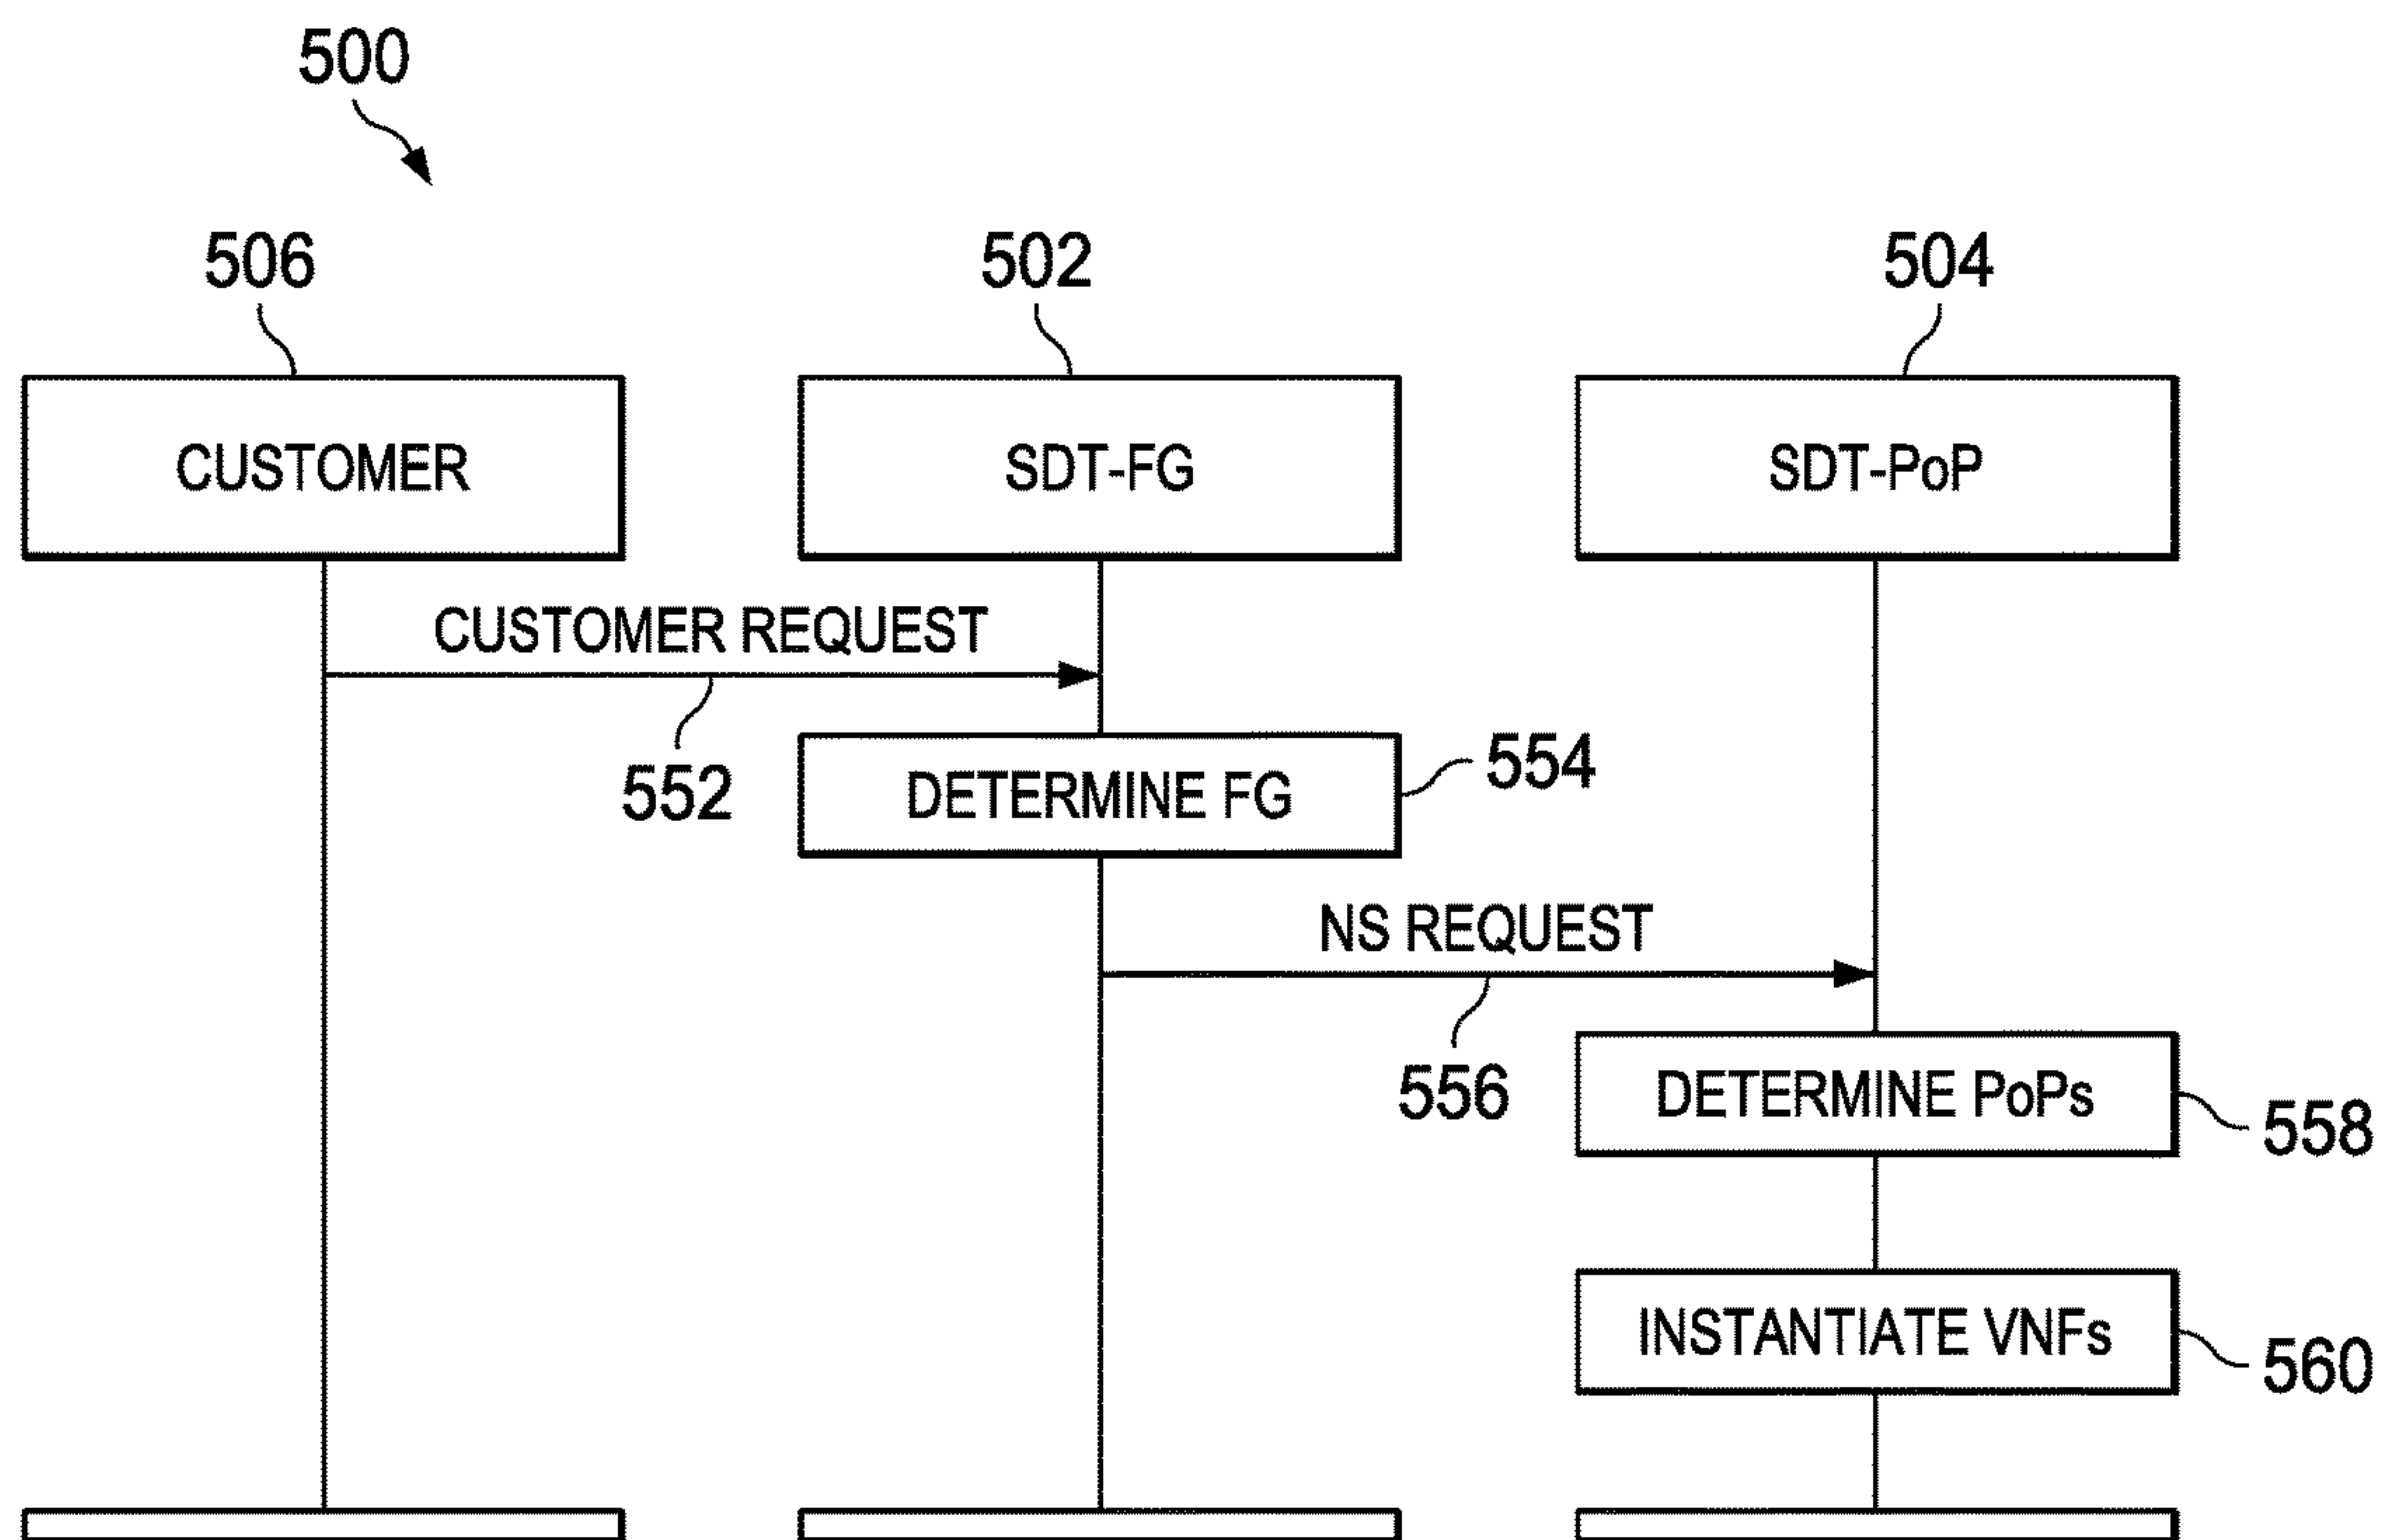 500
506
502
504
CUSTOMER
SDT-FG
SDT-PoP
CUSTOMER REQUEST
552
DETERMINE FG
554
NS REQUEST
556
DETERMINE PoPs
558
INSTANTIATE VNFs
560